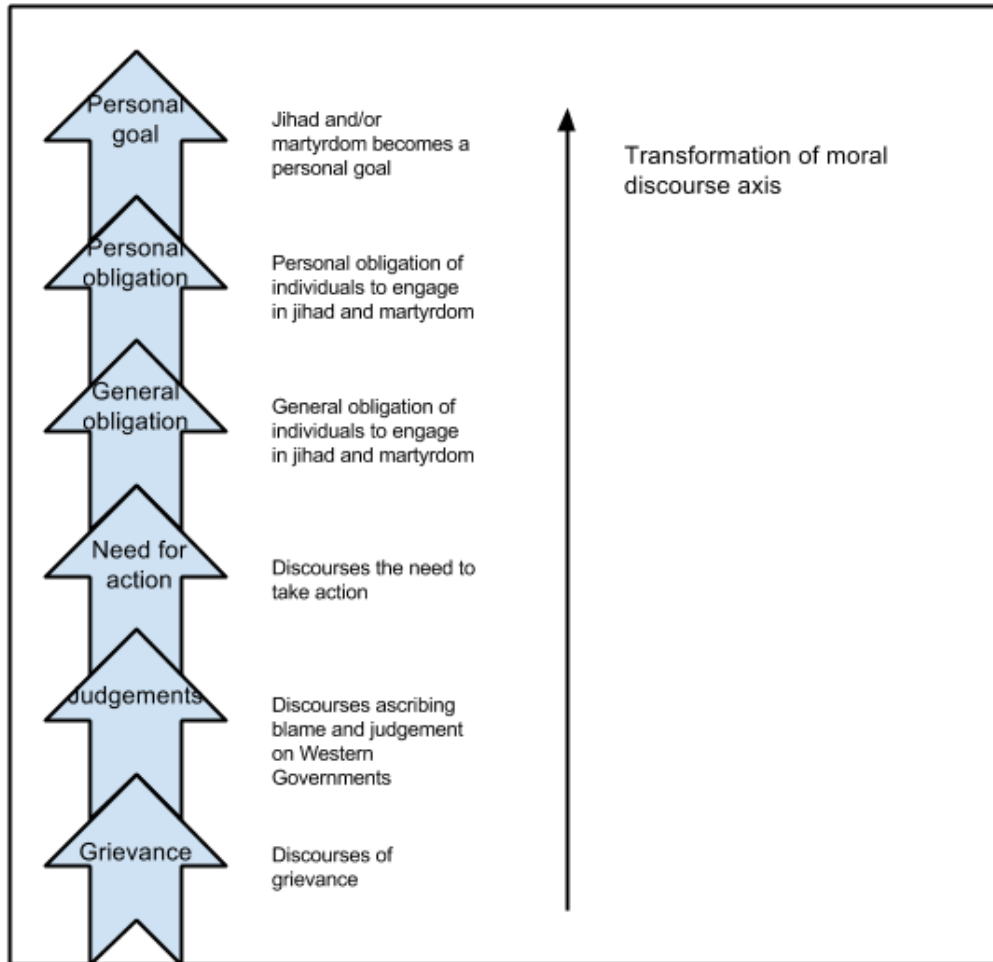 Personal
goal
Jihad and/or
martyrdom becomes a
personal goal
Transformation of moral
discourse axis
Personal
obligation
Personal obligation of
individuals to engage
in jihad and martyrdom
General
obligation
General obligation of
individuals to engage
in jihad and martyrdom
Need for
action
Discourses the need to
take action
Judgements
Discourses ascribing
blame and judgement
on Western
Governments
Grievance
Discourses of
grievance